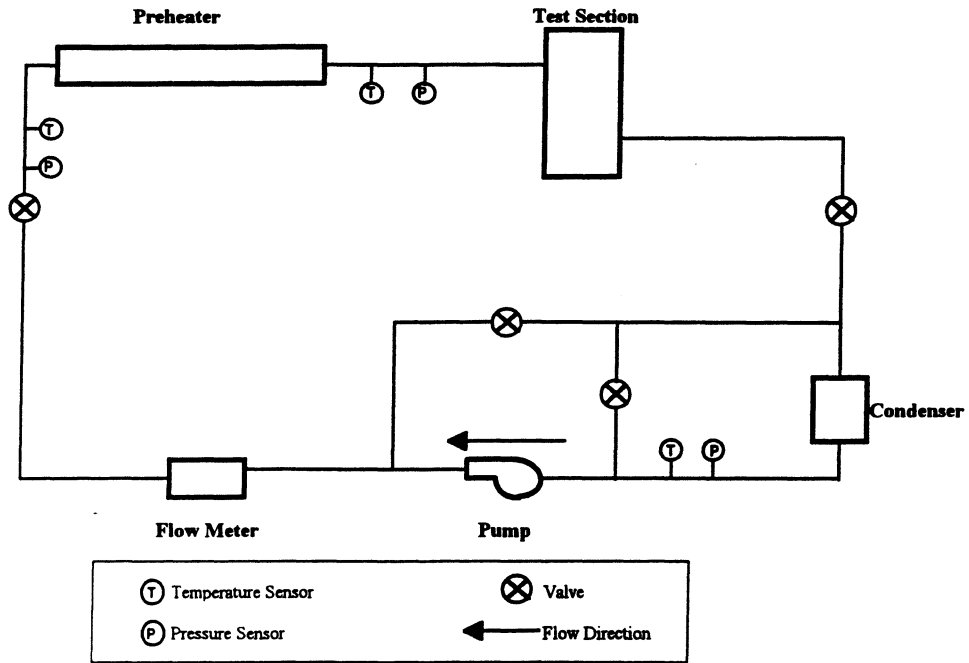 Preheater
Test Section
T
P
T
P
Condenser
T
P
Flow Meter
Pump
T Temperature Sensor
Valve
P Pressure Sensor
Flow Direction